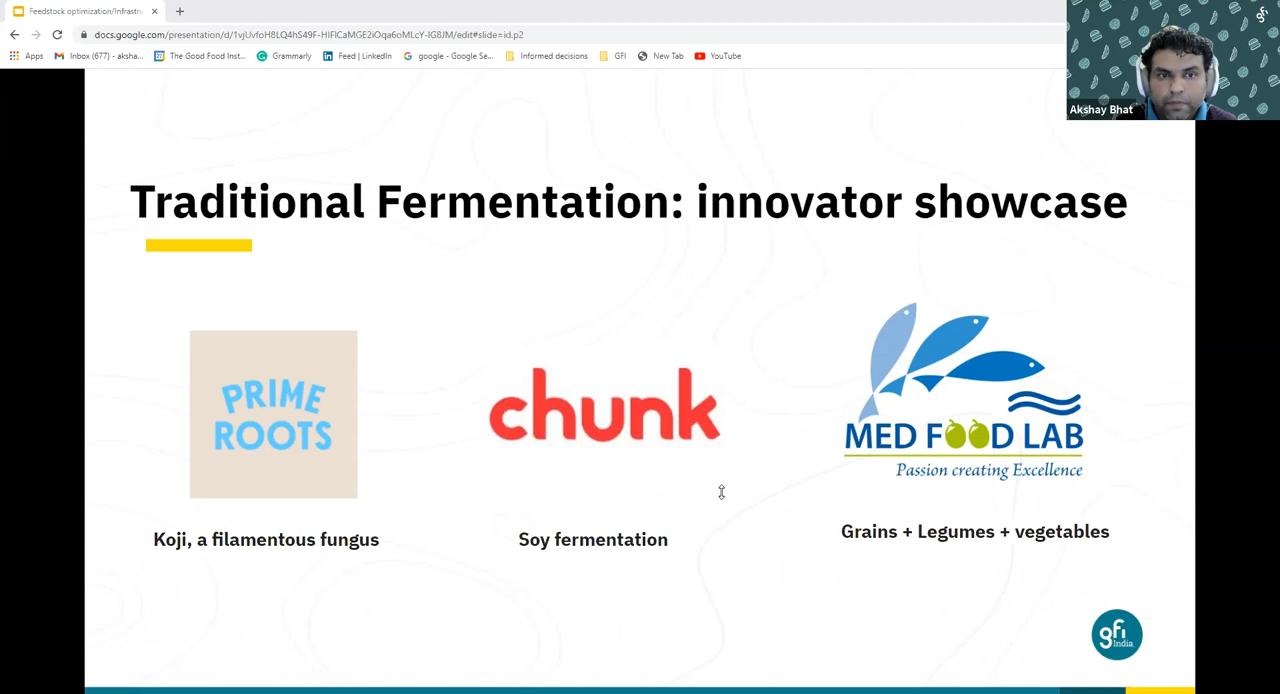 Feedstock optimization/Infrastru
docs.google.com/presentation/d/1vjUvfoH8LQ4hS49F-HIFlCaMGE2iOqa6oMLcY-IG8JM/edit#slide=id.p2
Apps
Inbox (677) - aksha...
The Good Food Inst...
Grammarly
Feed | LinkedIn
google - Google Se...
Informed decisions
GFI
New Tab
YouTube
gfi
Akshay Bhat
Traditional Fermentation: innovator showcase
PRIME
ROOTS
chunk
MED FOOD LAB
Passion creating Excellence
Koji, a filamentous fungus
Soy fermentation
Grains + Legumes + vegetables
gfi
India